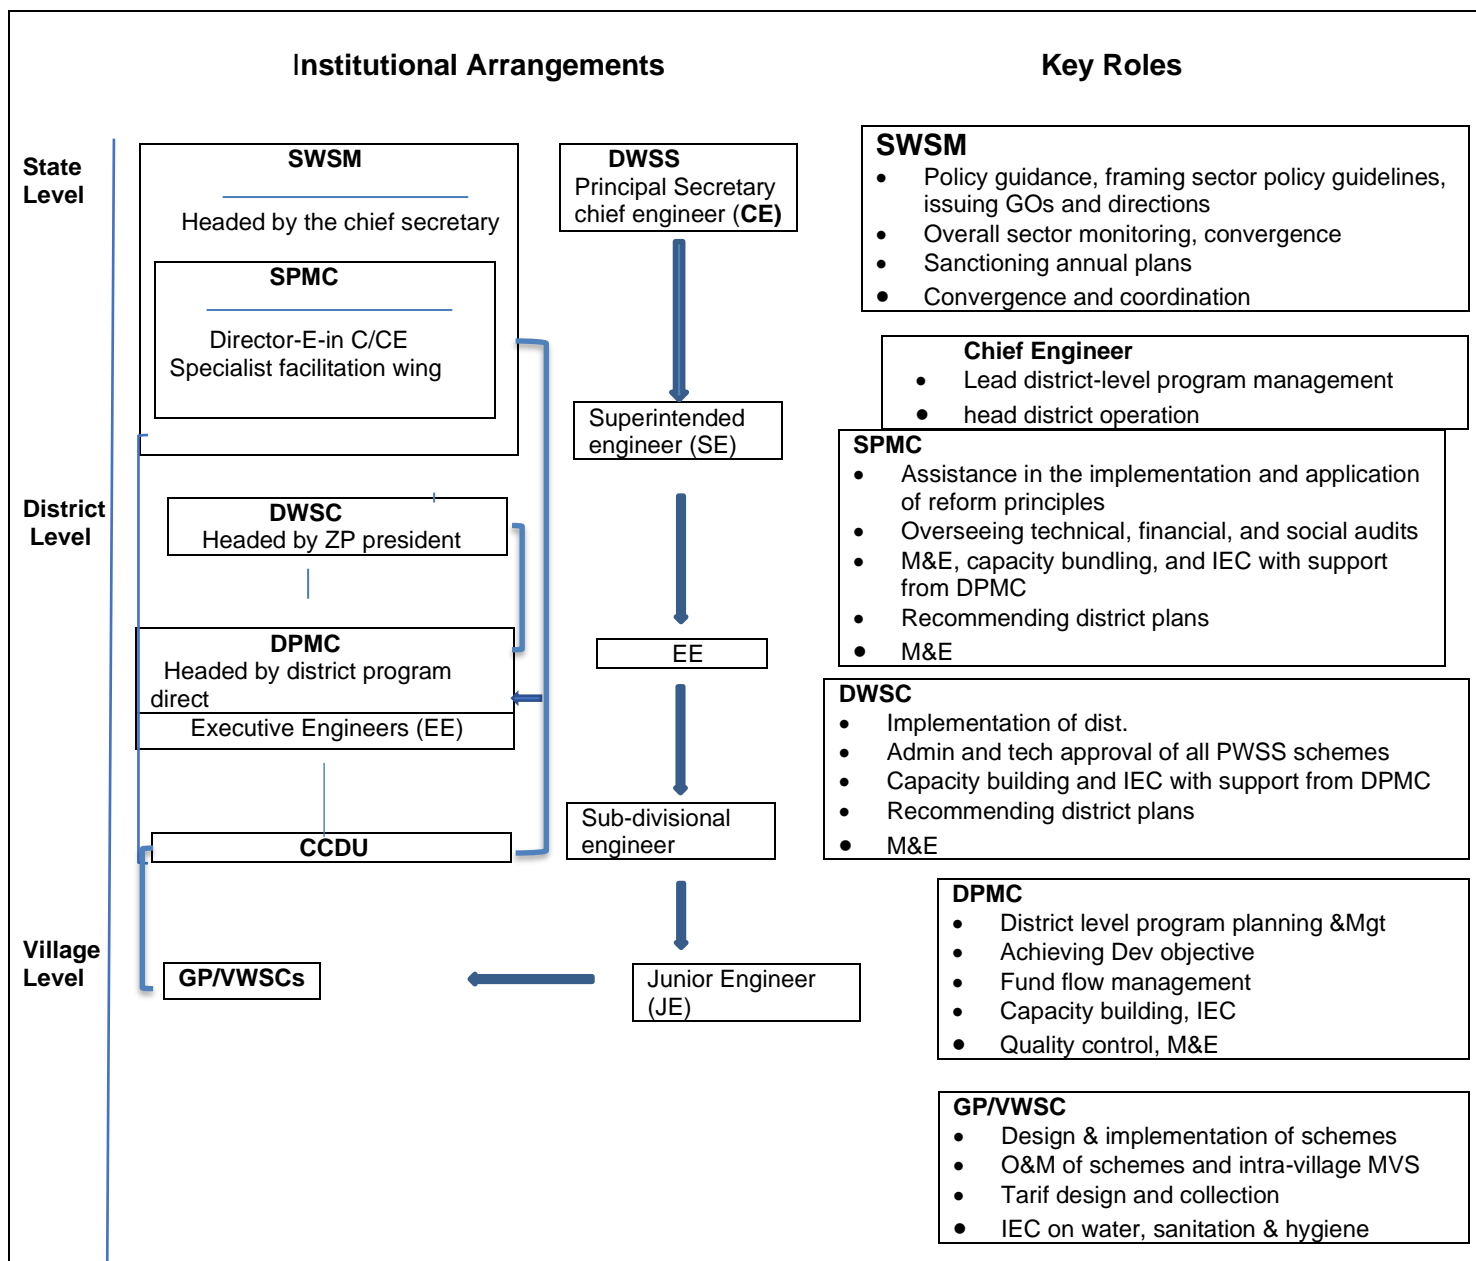 Institutional Arrangements
Key Roles
State
Level
SWSM
Headed by the chief secretary
SPMC
Director-E-in C/CE
Specialist facilitation wing
DWSS
Principal Secretary
chief engineer (CE)
Superintended
engineer (SE)
District
Level
DWSC
Headed by ZP president
DPMC
Headed by district program
direct
Executive Engineers (EE)
EE
CCDU
Sub-divisional
engineer
Village
Level
GP/VWSCs
Junior Engineer
(JE)
SWSM
• Policy guidance, framing sector policy guidelines,
issuing GOs and directions
• Overall sector monitoring, convergence
• Sanctioning annual plans
• Convergence and coordination
Chief Engineer
• Lead district-level program management
• head district operation
SPMC
• Assistance in the implementation and application
of reform principles
• Overseeing technical, financial, and social audits
• M&E, capacity bundling, and IEC with support
from DPMC
• Recommending district plans
• M&E
DWSC
• Implementation of dist.
• Admin and tech approval of all PWSS schemes
• Capacity building and IEC with support from DPMC
• Recommending district plans
• M&E
DPMC
• District level program planning &Mgt
• Achieving Dev objective
• Fund flow management
• Capacity building, IEC
• Quality control, M&E
GP/VWSC
• Design & implementation of schemes
• O&M of schemes and intra-village MVS
• Tarif design and collection
• IEC on water, sanitation & hygiene